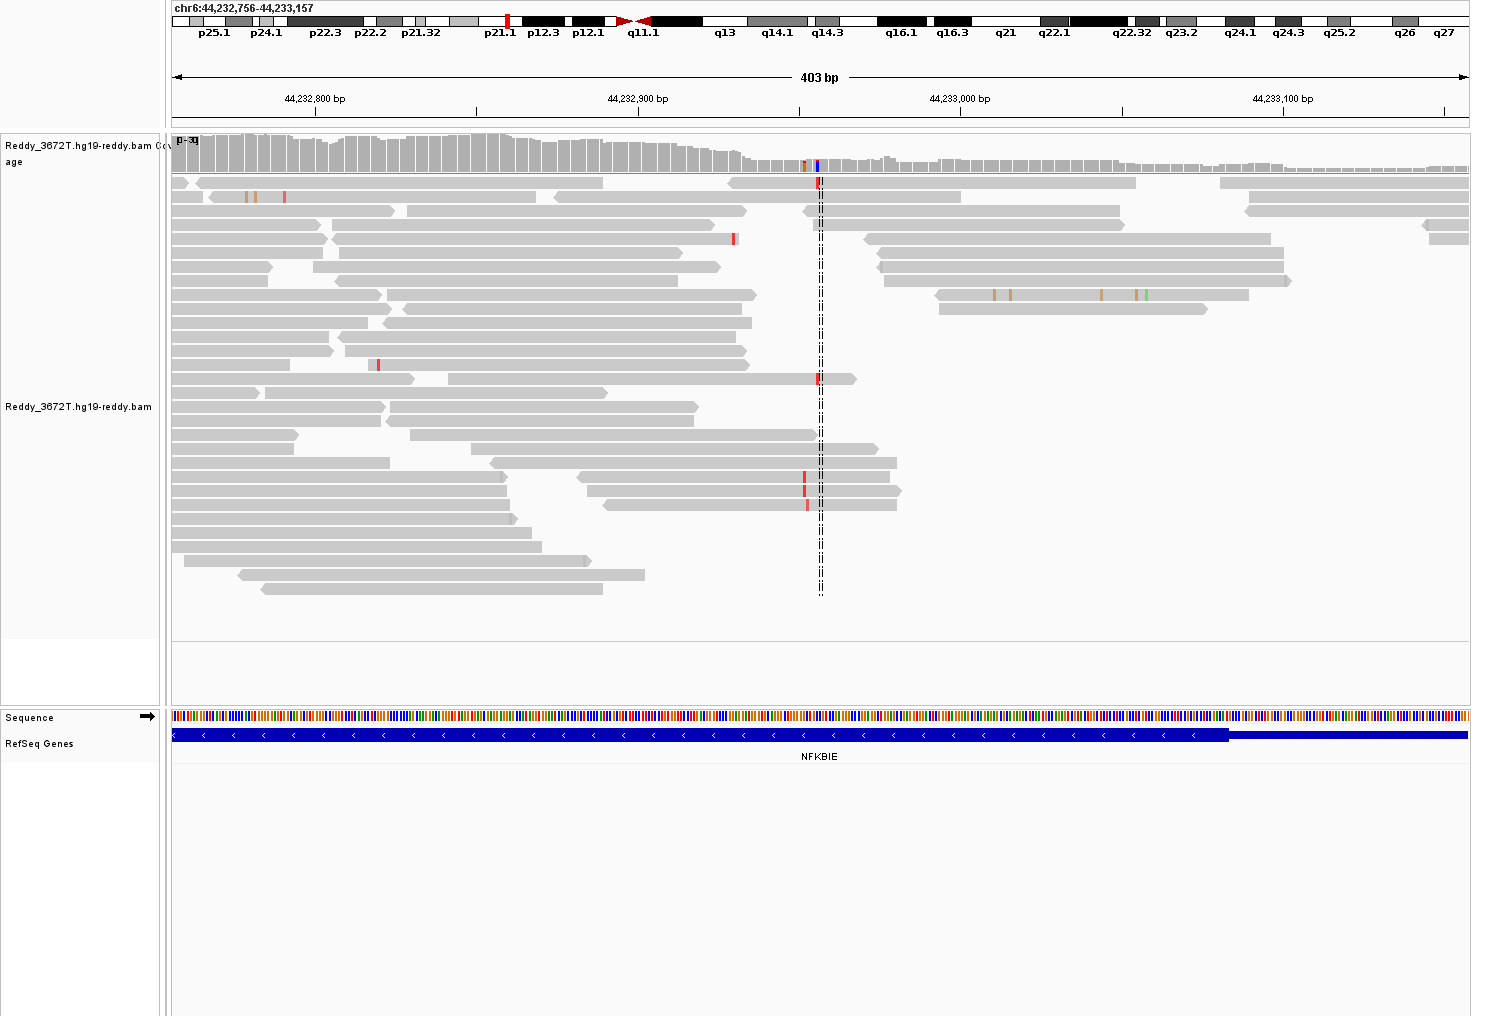 chr6:44,232,756-44,233,157
p25.1 p24.1 p22.3 p22.2 p21.32 p21.1 p12.3 p12.1 q11.1 q13 q14.1 q14.3 q16.1 q16.3 q21 q22.1 q22.32 q23.2 q24.1 q24.3 q25.2 q26 q27
403 bp
44,232,800 bp 44,232,900 bp 44,233,000 bp 44,233,100 bp
Reddy_3672T.hg19-reddy.bam Cov
age
Reddy_3672T.hg19-reddy.bam
Sequence
RefSeq Genes
NFKBIE